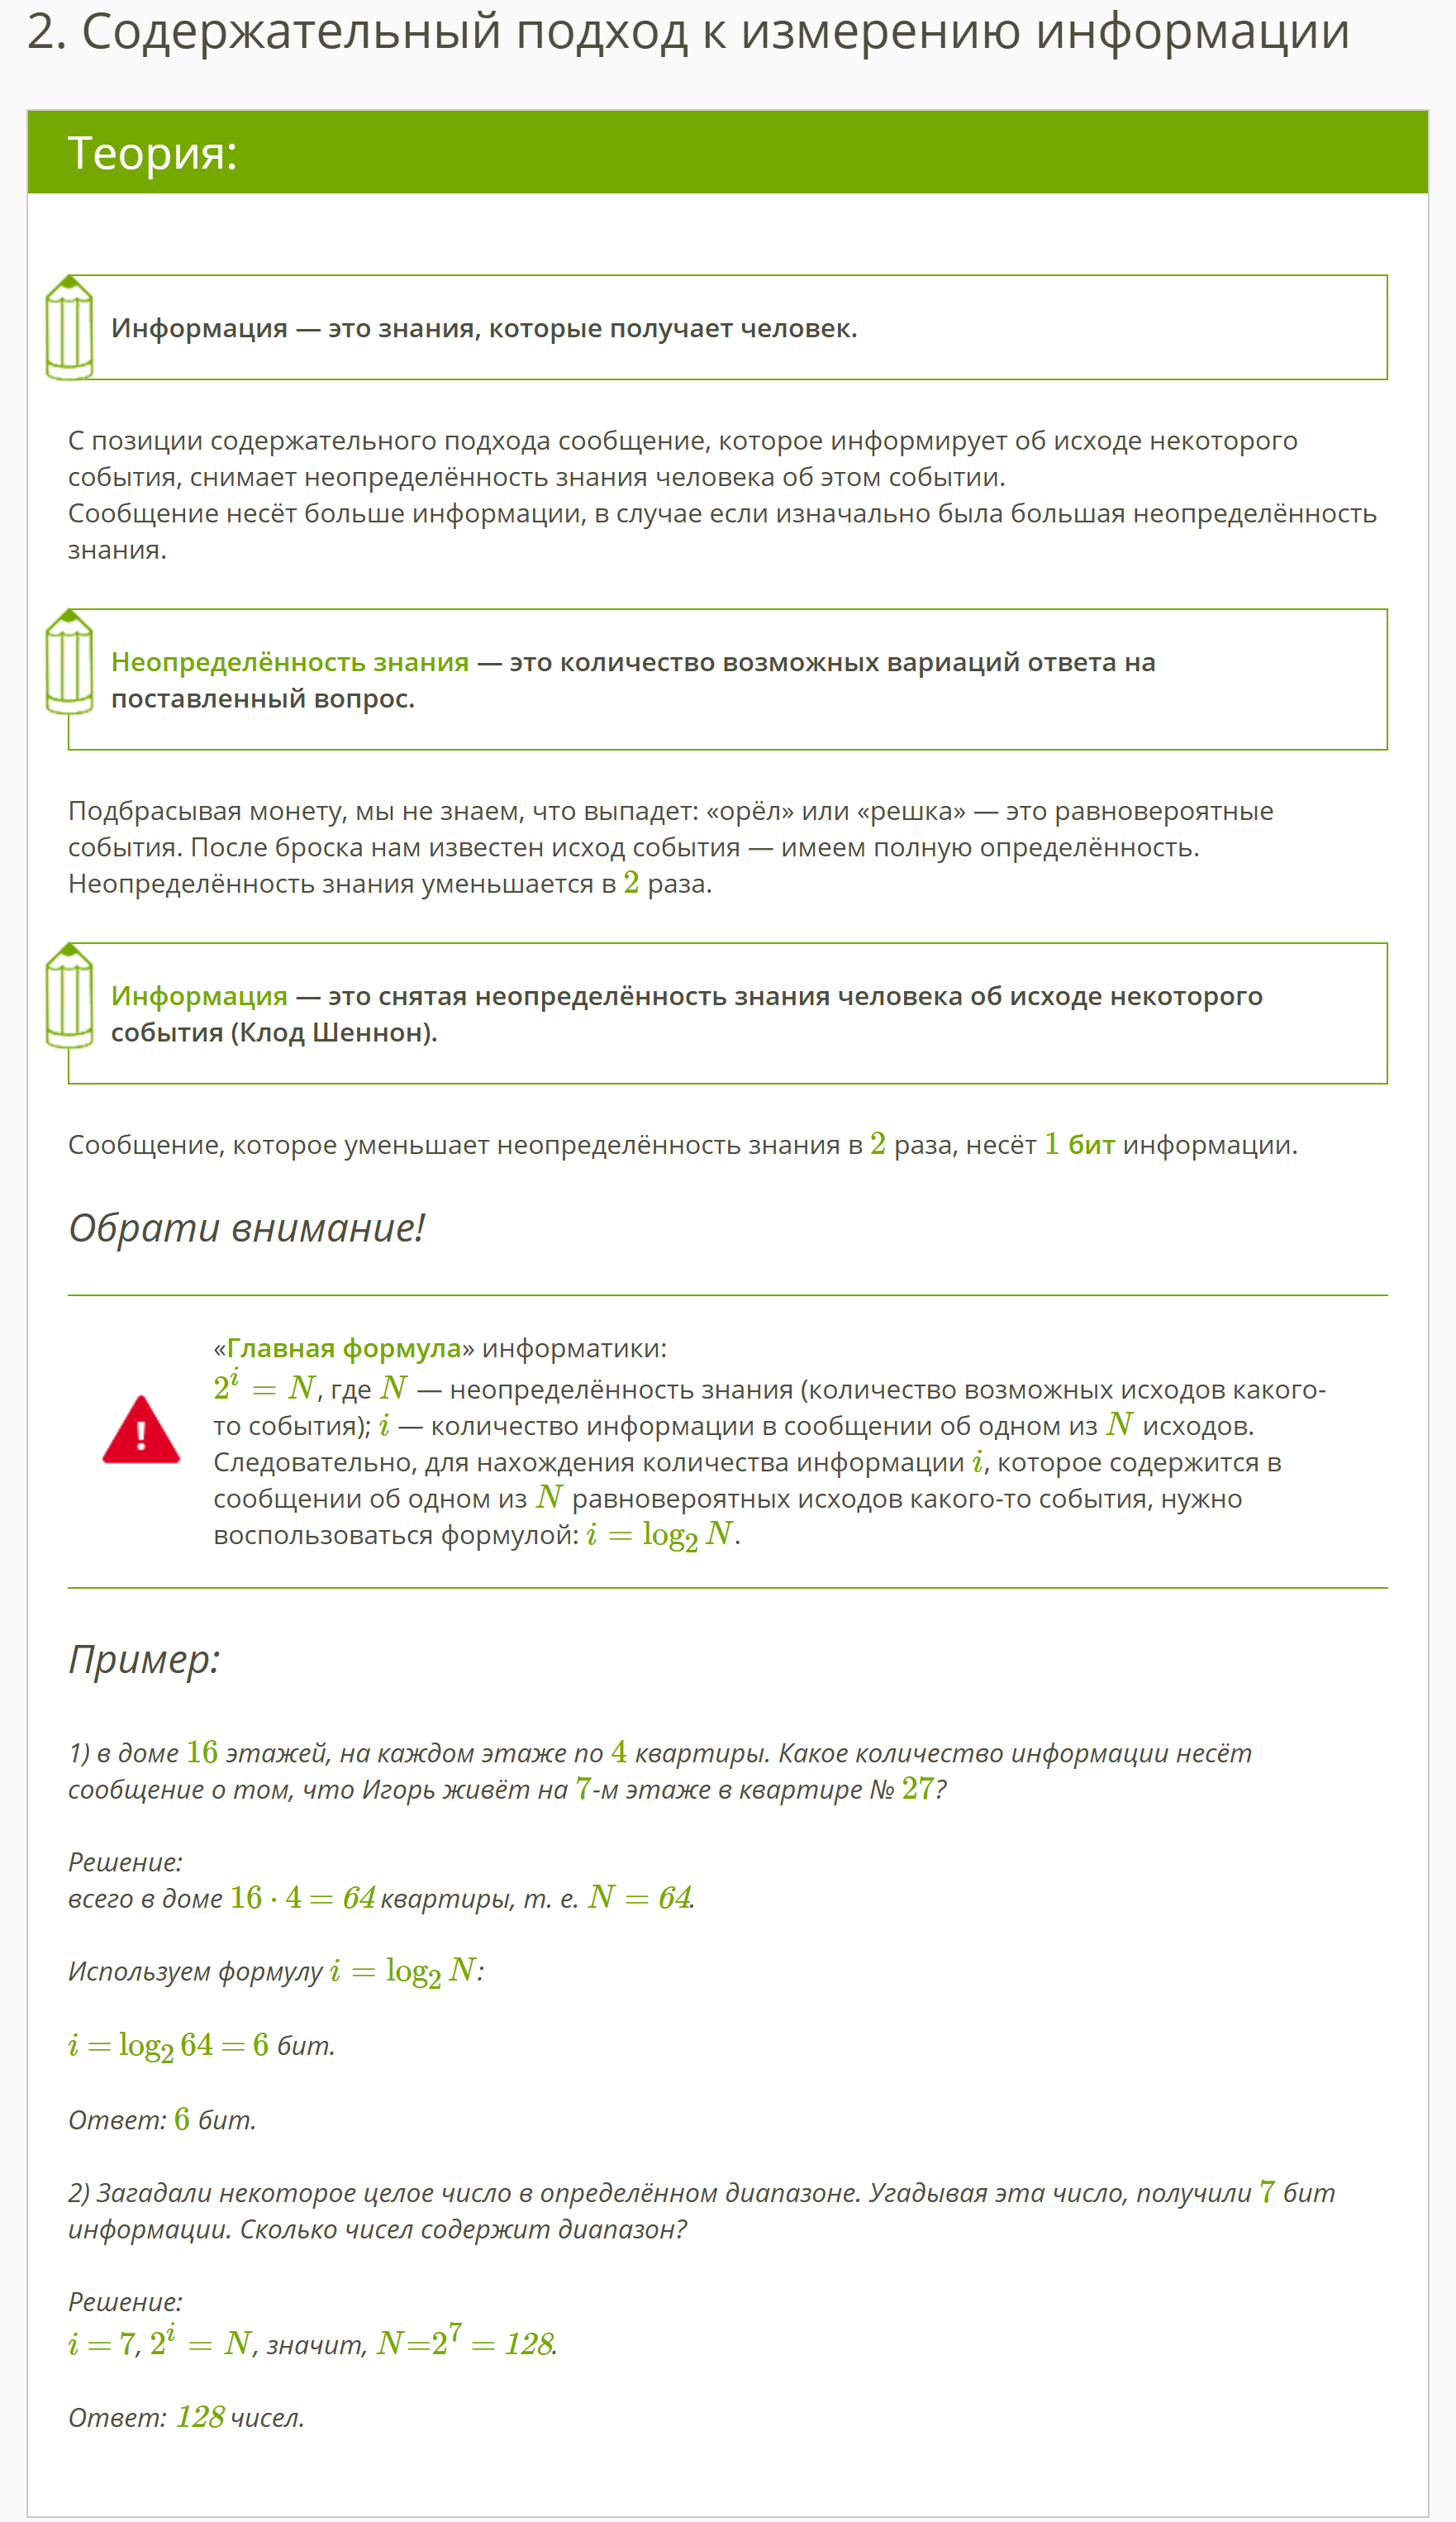 2. Содержательный подход к измерению информации
Теория:
Информация — это знания, которые получает человек.
С позиции содержательного подхода сообщение, которое информирует об исходе некоторого
события, снимает неопределённость знания человека об этом событии.
Сообщение несёт больше информации, в случае если изначально была большая неопределённость
знания.
Неопределённость знания — это количество возможных вариаций ответа на
поставленный вопрос.
Подбрасывая монету, мы не знаем, что выпадет: «орёл» или «решка» — это равновероятные
события. После броска нам известен исход события — имеем полную определённость.
Неопределённость знания уменьшается в 2 раза.
Информация — это снятая неопределённость знания человека об исходе некоторого
события (Клод Шеннон).
Сообщение, которое уменьшает неопределённость знания в 2 раза, несёт 1 бит информации.
Обрати внимание!
«Главная формула» информатики:
2^i = N, где N — неопределённость знания (количество возможных исходов какого-
то события); i — количество информации в сообщении об одном из N исходов.
Следовательно, для нахождения количества информации i, которое содержится в
сообщении об одном из N равновероятных исходов какого-то события, нужно
воспользоваться формулой: i = log₂ N.
Пример:
1) в доме 16 этажей, на каждом этаже по 4 квартиры. Какое количество информации несёт
сообщение о том, что Игорь живёт на 7-м этаже в квартире № 27?
Решение:
всего в доме 16 · 4 = 64 квартиры, т. е. N = 64.
Используем формулу i = log₂ N:
i = log₂ 64 = 6 бит.
Ответ: 6 бит.
2) Загадали некоторое целое число в определённом диапазоне. Угадывая эта число, получили 7 бит
информации. Сколько чисел содержит диапазон?
Решение:
i = 7, 2^i = N, значит, N=2^7 = 128.
Ответ: 128 чисел.